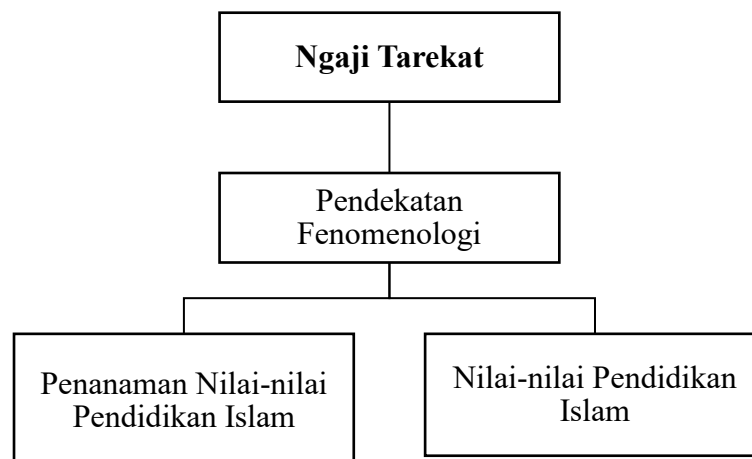 Ngaji Tarekat
Pendekatan
Fenomenologi
Penanaman Nilai-nilai
Pendidikan Islam
Nilai-nilai Pendidikan
Islam